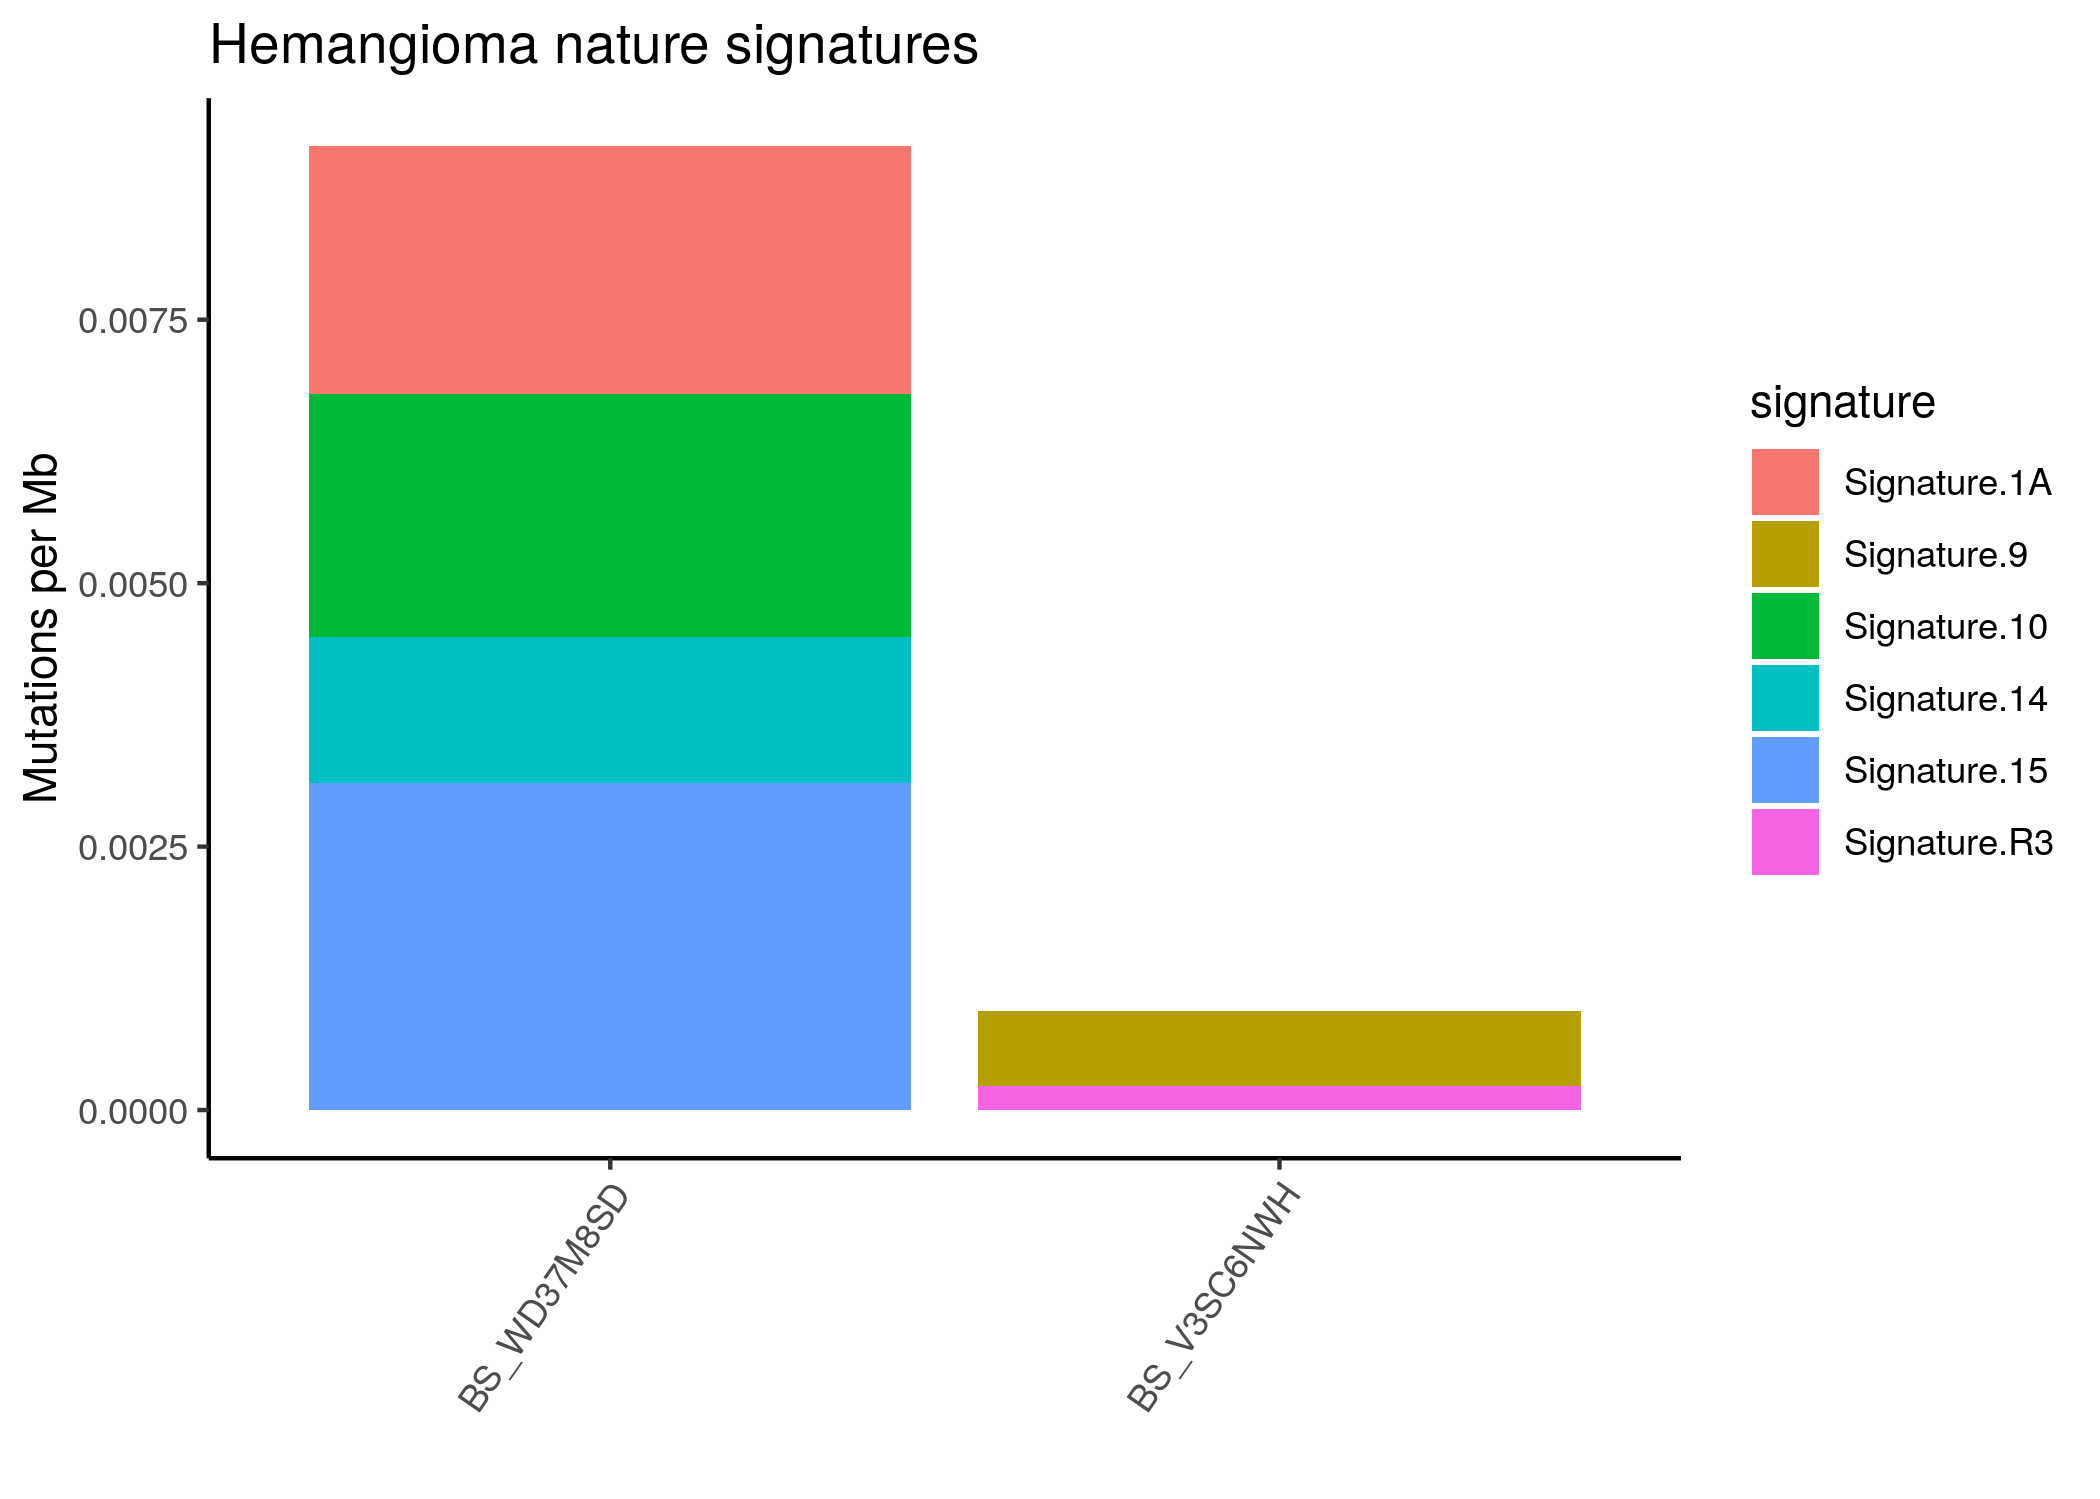 Hemangioma nature signatures
Mutations per Mb
0.0075
0.0050
0.0025
0.0000
BS_WD37M8SD
BS_V3SC6NWH
signature
Signature.1A
Signature.9
Signature.10
Signature.14
Signature.15
Signature.R3